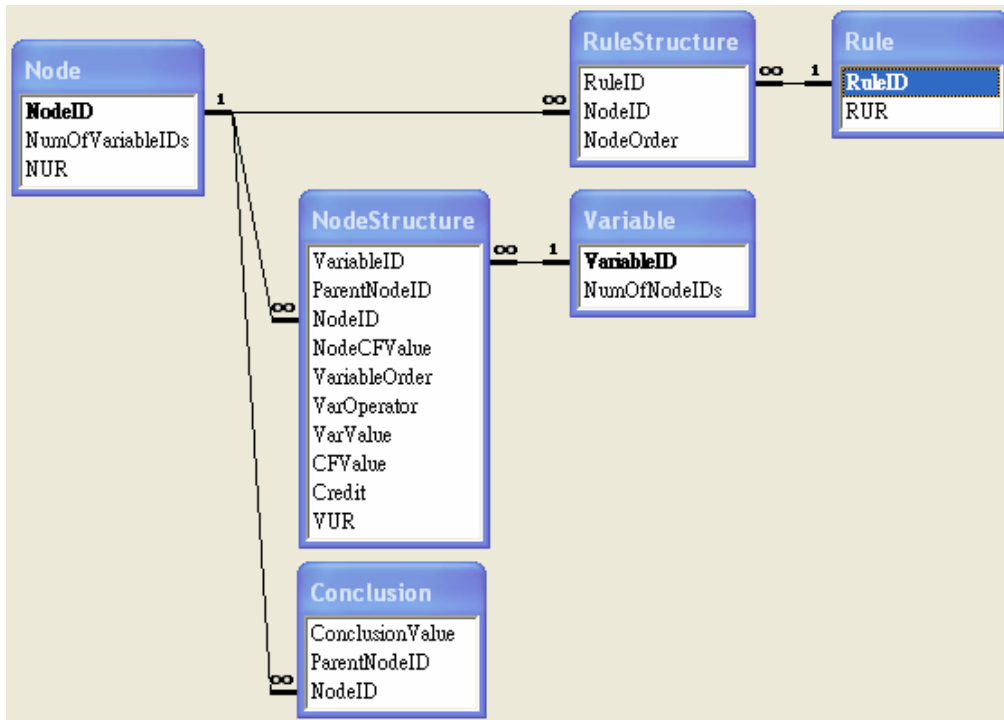 Node
NodeID
NumOfVariableIDs
NUR
1
∞
RuleStructure
RuleID
NodeID
NodeOrder
∞
1
Rule
RuleID
RUR
NodeStructure
VariableID
ParentNodeID
NodeID
NodeCFValue
VariableOrder
VarOperator
VarValue
CFValue
Credit
VUR
∞
∞
1
Variable
VariableID
NumOfNodeIDs
Conclusion
ConclusionValue
ParentNodeID
NodeID
∞